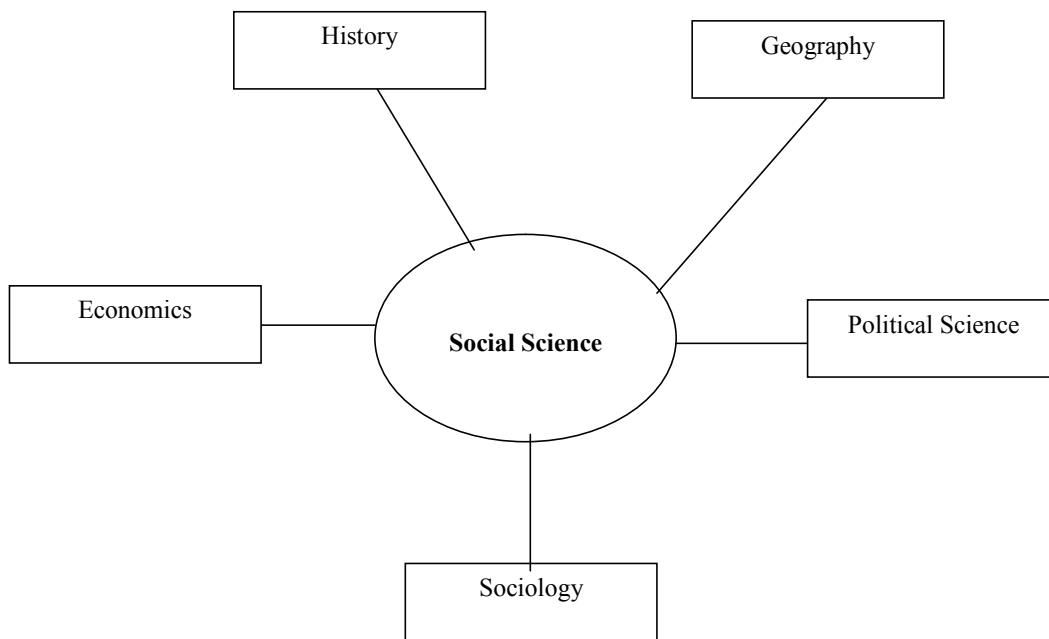 History
Geography
Economics
Social Science
Political Science
Sociology